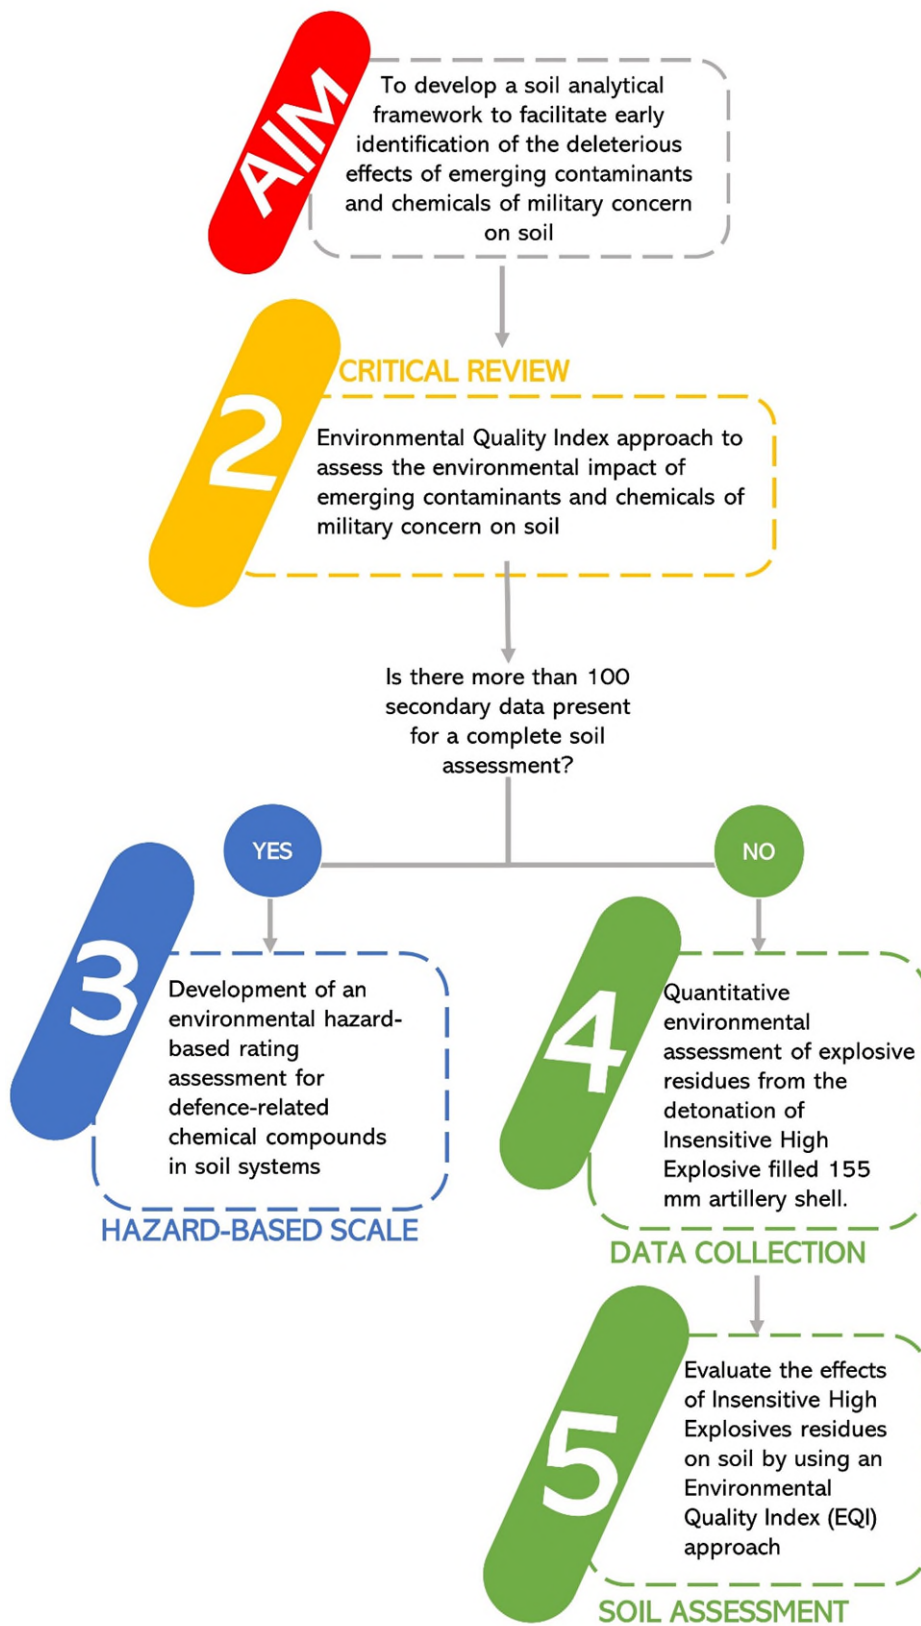 AIM
To develop a soil analytical
framework to facilitate early
identification of the deleterious
effects of emerging contaminants
and chemicals of military concern
on soil
2
CRITICAL REVIEW
Environmental Quality Index approach to
assess the environmental impact of
emerging contaminants and chemicals of
military concern on soil
Is there more than 100
secondary data present
for a complete soil
assessment?
YES
NO
3
Development of an
environmental hazard-
based rating
assessment for
defence-related
chemical compounds
in soil systems
HAZARD-BASED SCALE
4
Quantitative
environmental
assessment of explosive
residues from the
detonation of
Insensitive High
Explosive filled 155
mm artillery shell.
DATA COLLECTION
5
Evaluate the effects
of Insensitive High
Explosives residues
on soil by using an
Environmental
Quality Index (EQI)
approach
SOIL ASSESSMENT